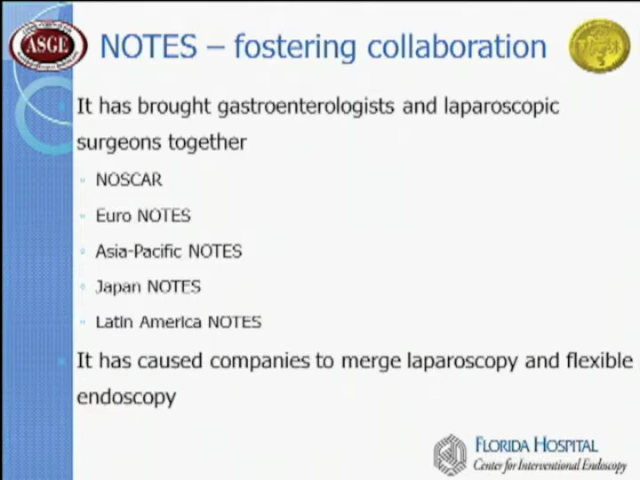 ASGE
NOTES – fostering collaboration
It has brought gastroenterologists and laparoscopic
surgeons together
NOSCAR
Euro NOTES
Asia-Pacific NOTES
Japan NOTES
Latin America NOTES
It has caused companies to merge laparoscopy and flexible
endoscopy
FLORIDA HOSPITAL
Center for Interventional Endoscopy